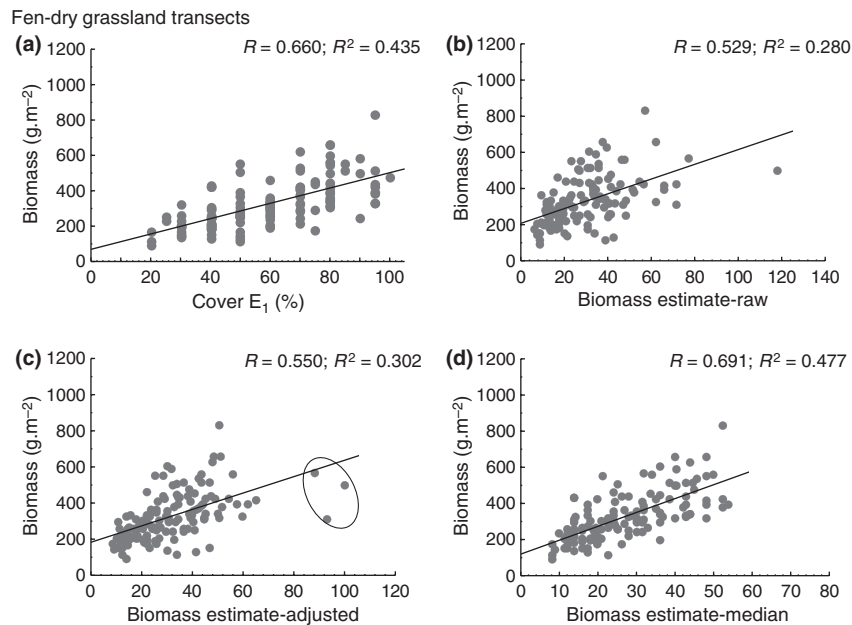 Fen-dry grassland transects
(a)
R = 0.660; R² = 0.435
Biomass (g.m⁻²)
1200
1000
800
600
400
200
0
0 20 40 60 80 100
Cover E₁ (%)
(b)
R = 0.529; R² = 0.280
Biomass (g.m⁻²)
1200
1000
800
600
400
200
0
0 20 40 60 80 100 120 140
Biomass estimate-raw
(c)
R = 0.550; R² = 0.302
Biomass (g.m⁻²)
1200
1000
800
600
400
200
0
0 20 40 60 80 100 120
Biomass estimate-adjusted
(d)
R = 0.691; R² = 0.477
Biomass (g.m⁻²)
1200
1000
800
600
400
200
0
0 10 20 30 40 50 60 70 80
Biomass estimate-median